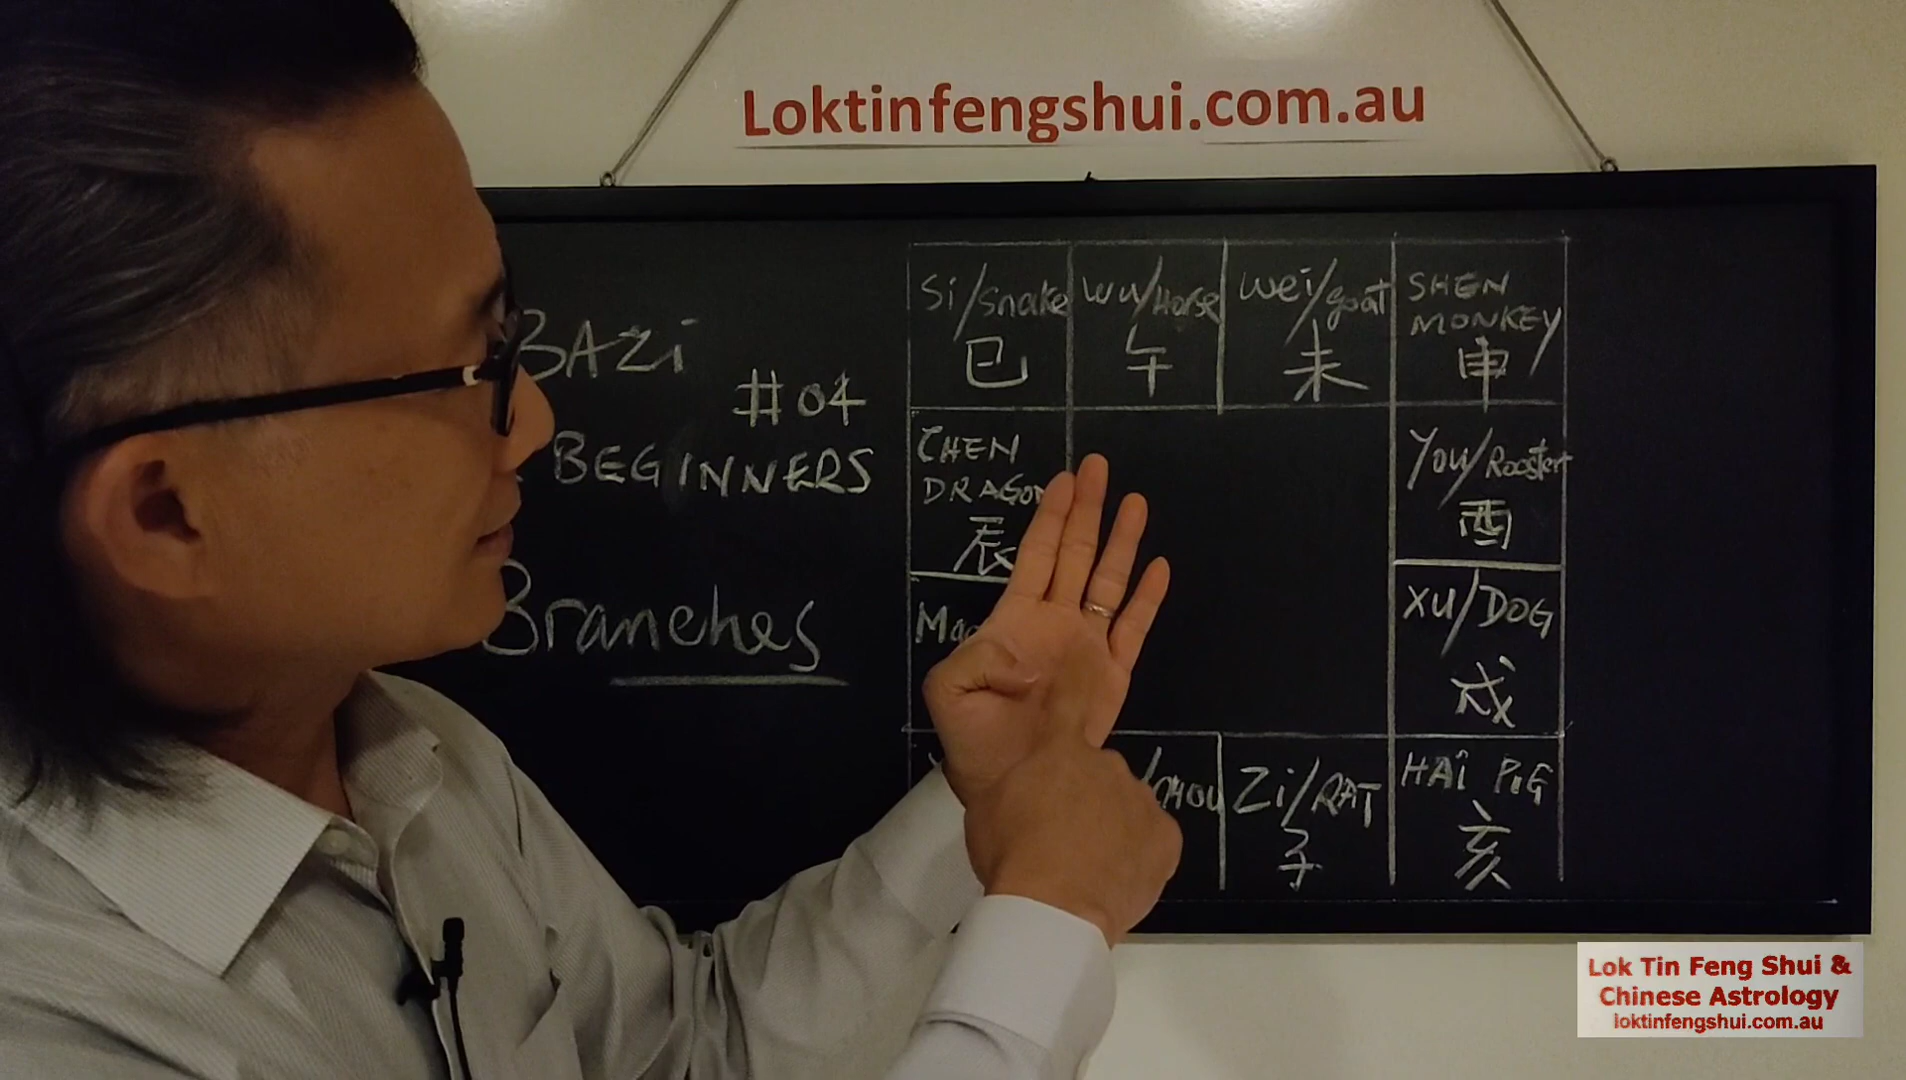 Loktinfengshui.com.au
BAZi
#04
BEGINNERS
Branches
Si/Snake
巳
Wu/Horse
午
Wei/goat
未
SHEN
MONKEY
申
CHEN
DRAGON
辰
You/Rooster
酉
Mao
XU/DOG
戌
/CHOU
Zi/RAT
子
HAi PiG
亥
Lok Tin Feng Shui &
Chinese Astrology
loktinfengshui.com.au